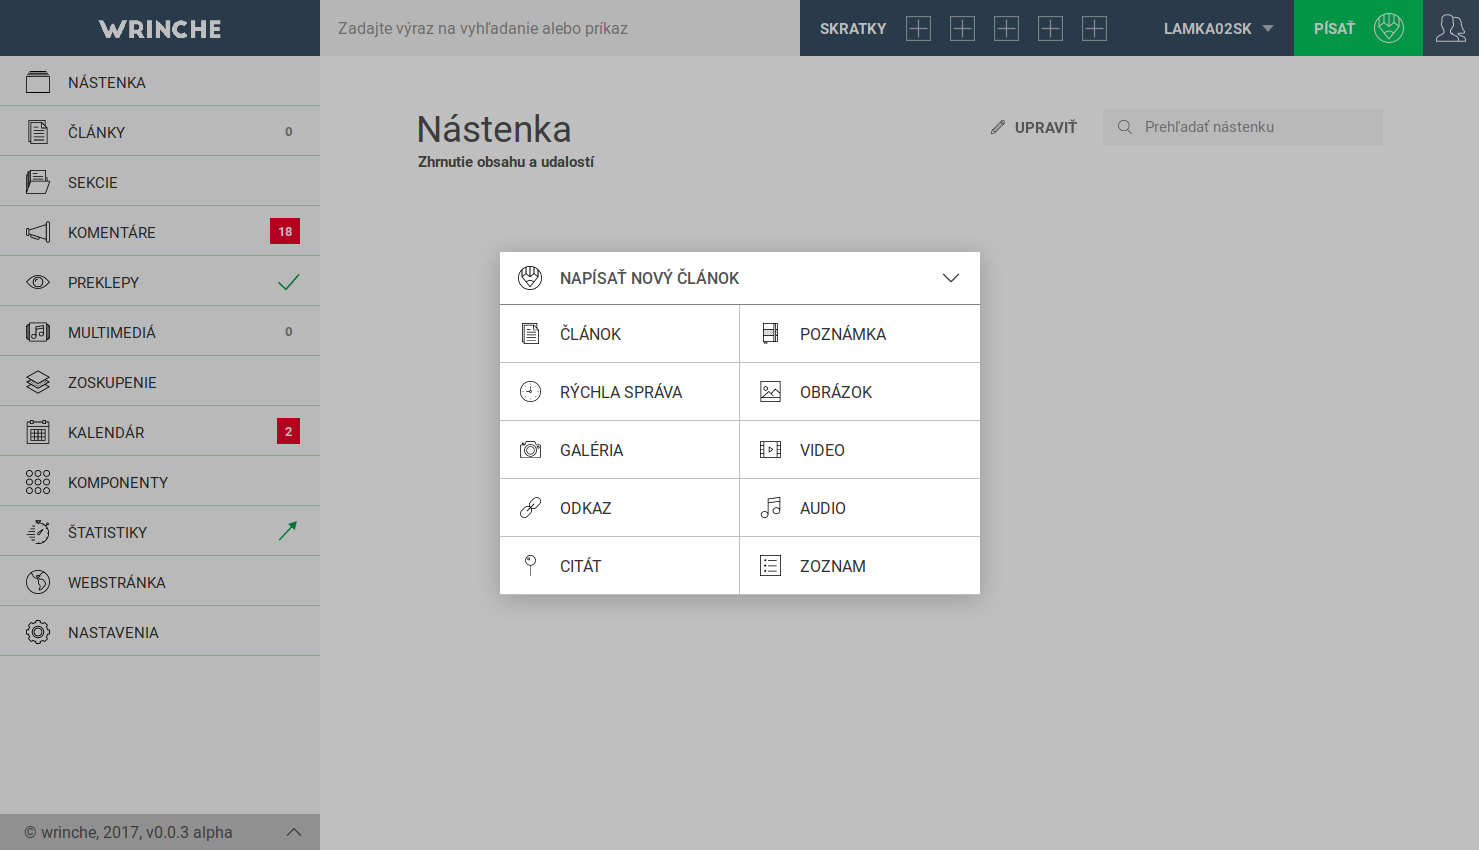 WRINCHE
Zadajte výraz na vyhľadanie alebo príkaz
SKRATKY
LAMKA02SK
PÍSAŤ
NÁSTENKA
ČLÁNKY 0
SEKCIE
KOMENTÁRE 18
PREKLEPY
MULTIMEDIÁ 0
ZOSKUPENIE
KALENDÁR 2
KOMPONENTY
ŠTATISTIKY
WEBSTRÁNKA
NASTAVENIA
© wrinche, 2017, v0.0.3 alpha
Nástenka
Zhrnutie obsahu a udalostí
UPRAVIŤ
Prehľadať nástenku
NAPÍSAŤ NOVÝ ČLÁNOK
ČLÁNOK
POZNÁMKA
RÝCHLA SPRÁVA
OBRÁZOK
GALÉRIA
VIDEO
ODKAZ
AUDIO
CITÁT
ZOZNAM